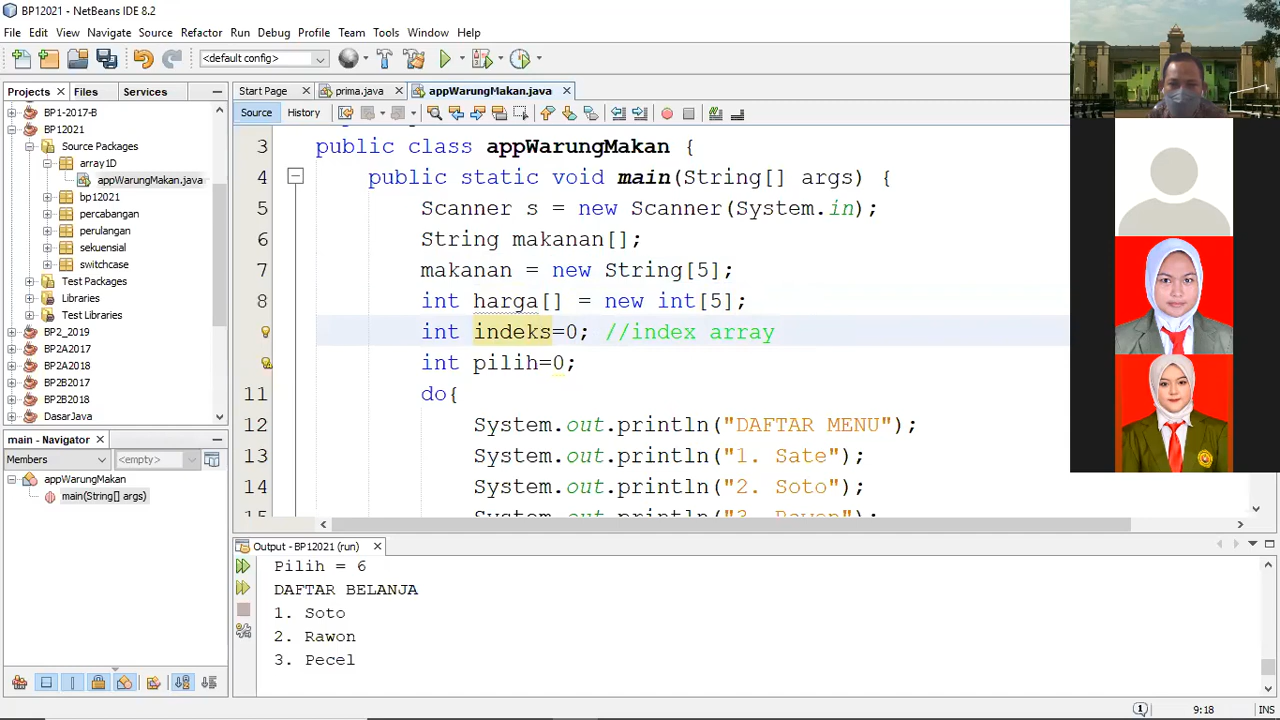 BP12021 - NetBeans IDE 8.2
File Edit View Navigate Source Refactor Run Debug Profile Team Tools Window Help
<default config>
Projects Files Services
BP1-2017-B
BP12021
Source Packages
array1D
appWarungMakan.java
bp12021
percabangan
perulangan
sekuensial
switchcase
Test Packages
Libraries
Test Libraries
BP2_2019
BP2A2017
BP2A2018
BP2B2017
BP2B2018
DasarJava
main - Navigator
Members <empty>
appWarungMakan
main(String[] args)
Start Page prima.java appWarungMakan.java
Source History
3 public class appWarungMakan {
4 public static void main(String[] args) {
5 Scanner s = new Scanner(System.in);
6 String makanan[];
7 makanan = new String[5];
8 int harga[] = new int[5];
int indeks=0; //index array
int pilih=0;
11 do{
12 System.out.println("DAFTAR MENU");
13 System.out.println("1. Sate");
14 System.out.println("2. Soto");
15 System.out.println("3. Rawon");
Output - BP12021 (run)
Pilih = 6
DAFTAR BELANJA
1. Soto
2. Rawon
3. Pecel
1 9:18 INS